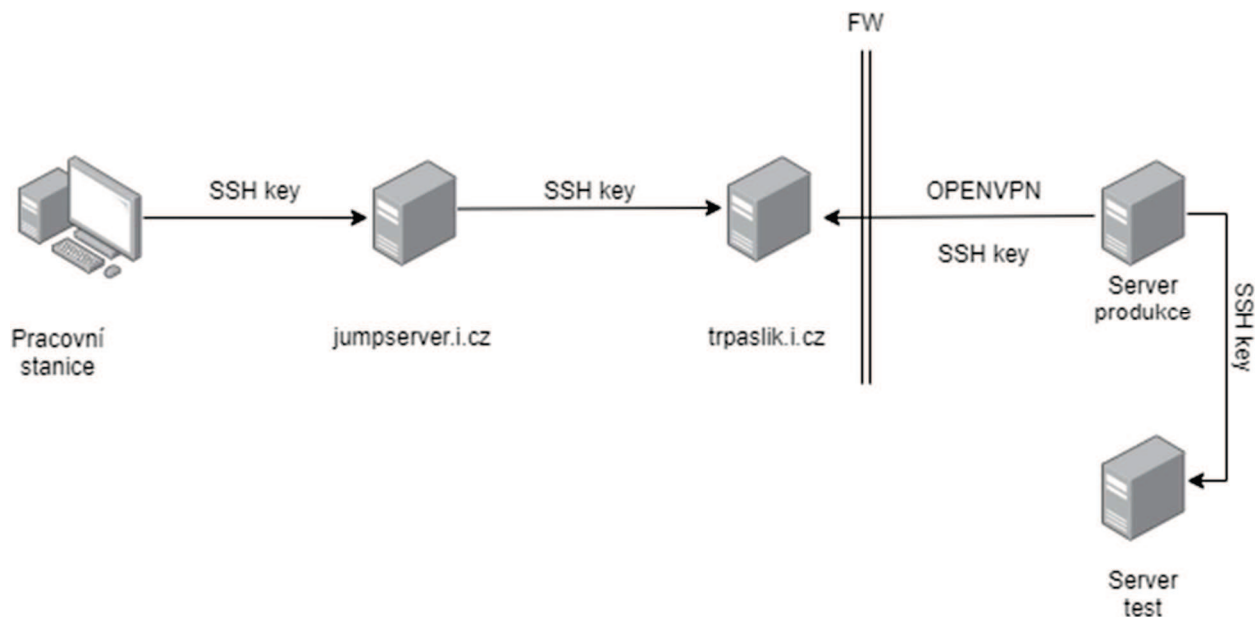 FW
SSH key
SSH key
OPENVPN
SSH key
SSH key
Pracovní
stanice
jumpserver.i.cz
trpaslik.i.cz
Server
produkce
Server
test